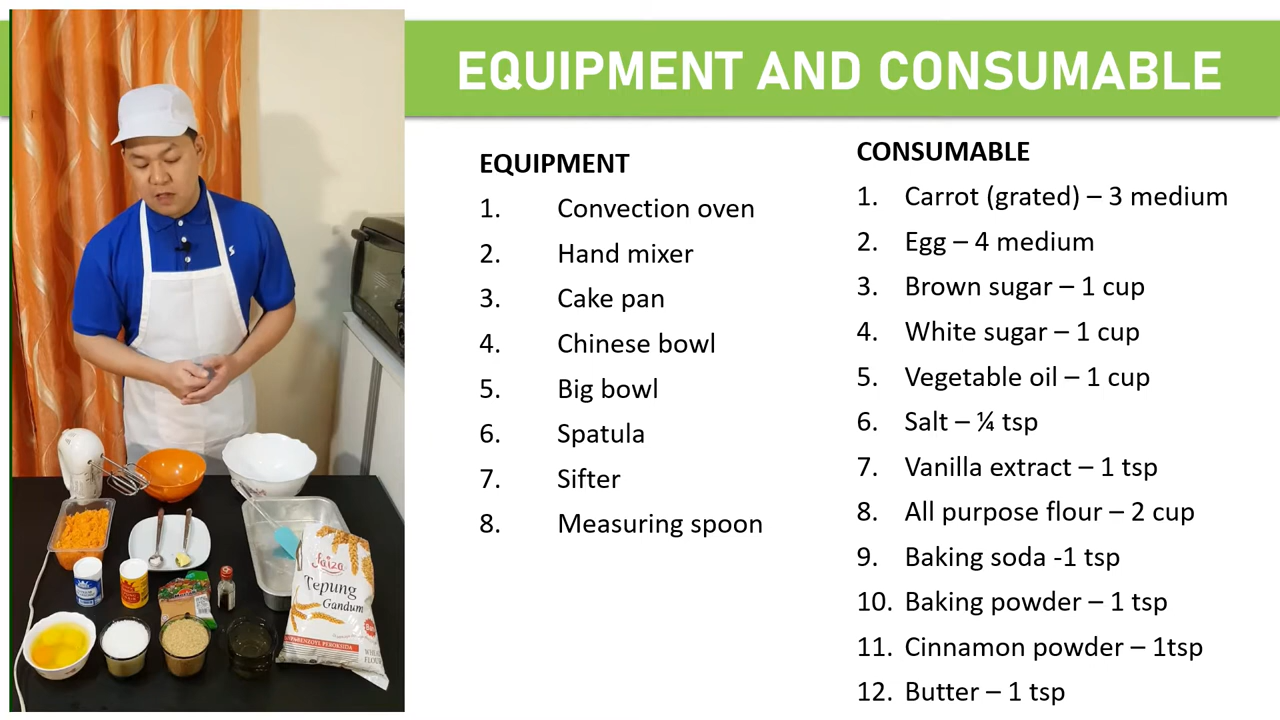 EQUIPMENT AND CONSUMABLE
EQUIPMENT
1. Convection oven
2. Hand mixer
3. Cake pan
4. Chinese bowl
5. Big bowl
6. Spatula
7. Sifter
8. Measuring spoon
CONSUMABLE
1. Carrot (grated) – 3 medium
2. Egg – 4 medium
3. Brown sugar – 1 cup
4. White sugar – 1 cup
5. Vegetable oil – 1 cup
6. Salt – ¼ tsp
7. Vanilla extract – 1 tsp
8. All purpose flour – 2 cup
9. Baking soda -1 tsp
10. Baking powder – 1 tsp
11. Cinnamon powder – 1tsp
12. Butter – 1 tsp
Faiza
Tepung
Gandum